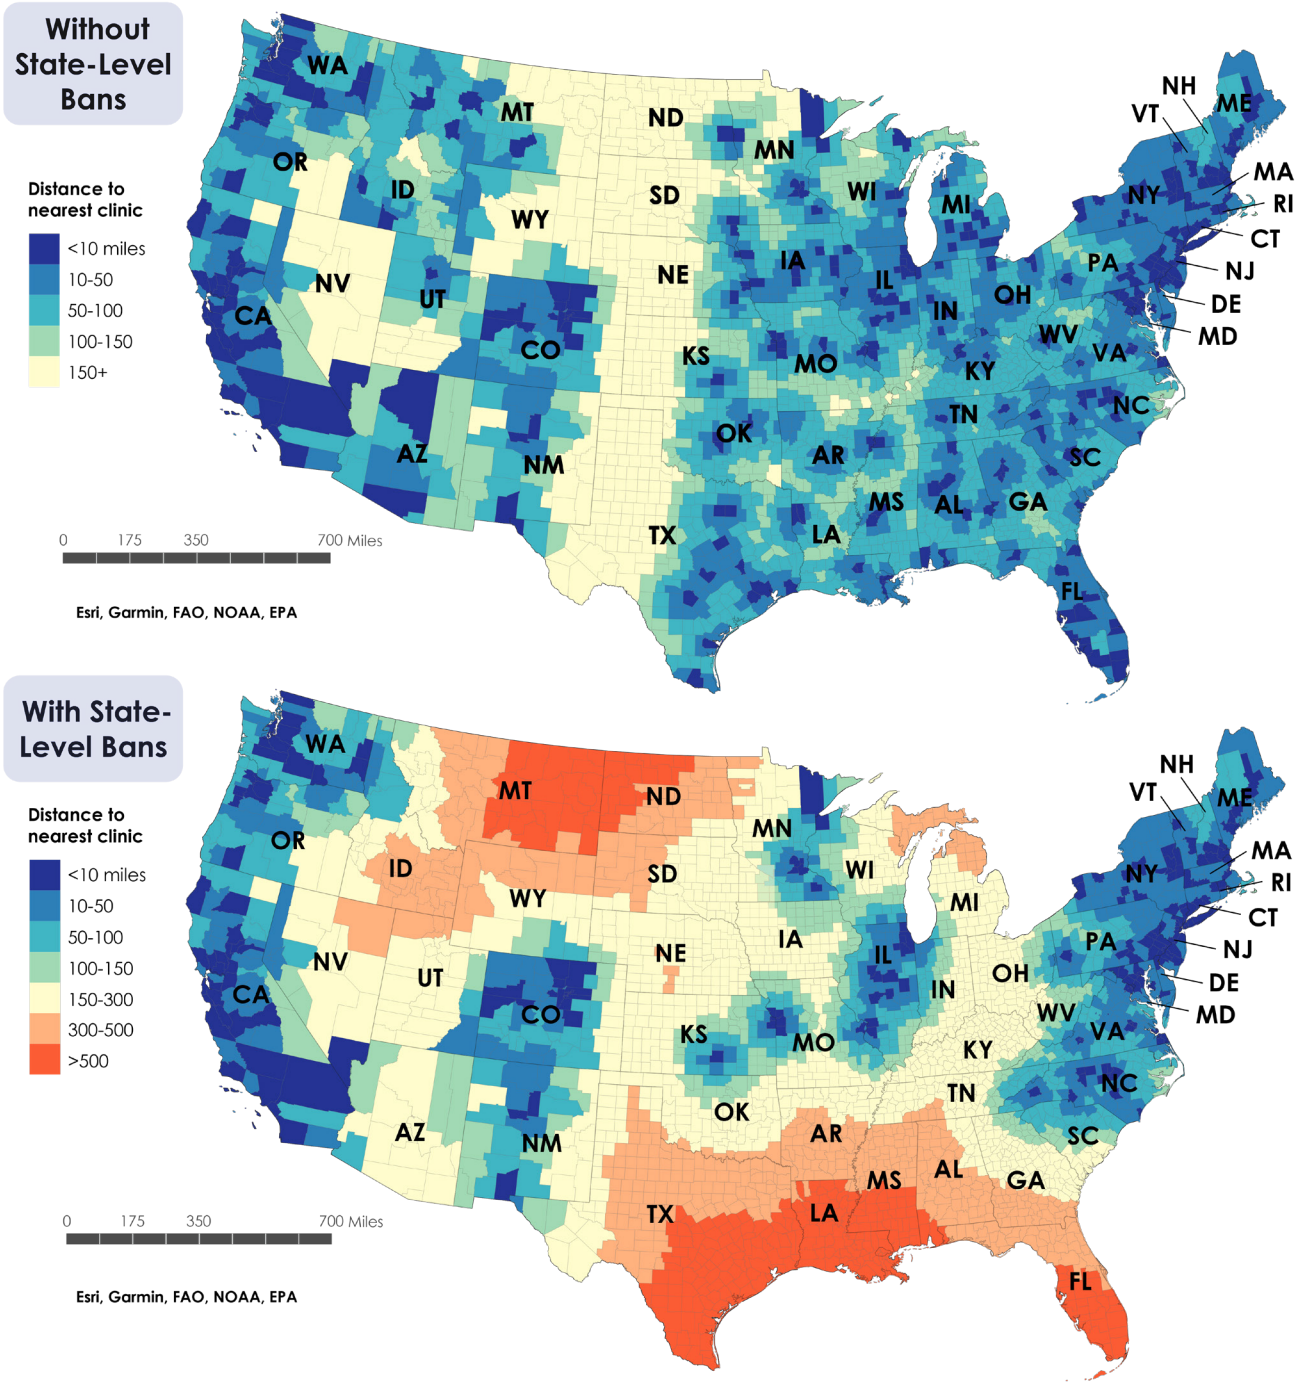 Without
State-Level
Bans
Distance to
nearest clinic
<10 miles
10-50
50-100
100-150
150+
WA
MT
ND
MN
OR
ID
WY
SD
WI
MI
NV
UT
NE
IA
IL
IN
OH
PA
NY
VT
NH
ME
MA
RI
CT
NJ
DE
MD
CA
CO
KS
MO
KY
WV
VA
AZ
NM
OK
AR
TN
NC
SC
TX
LA
MS
AL
GA
FL
0 175 350 700 Miles
Esri, Garmin, FAO, NOAA, EPA
With State-
Level Bans
Distance to
nearest clinic
<10 miles
10-50
50-100
100-150
150-300
300-500
>500
WA
MT
ND
MN
OR
ID
WY
SD
WI
MI
NV
UT
NE
IA
IL
IN
OH
PA
NY
VT
NH
ME
MA
RI
CT
NJ
DE
MD
CA
CO
KS
MO
KY
WV
VA
AZ
NM
OK
AR
TN
NC
SC
TX
LA
MS
AL
GA
FL
0 175 350 700 Miles
Esri, Garmin, FAO, NOAA, EPA